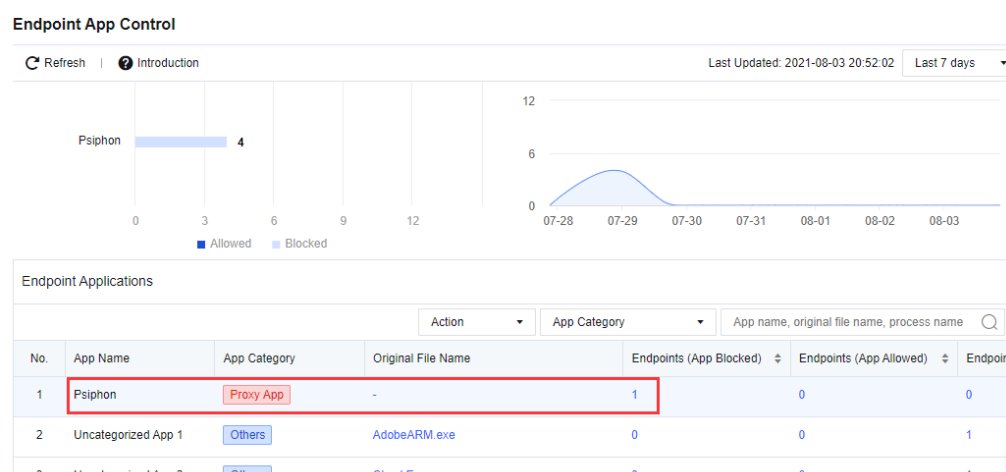 Endpoint App Control
Refresh | Introduction Last Updated: 2021-08-03 20:52:02 Last 7 days
Psiphon 4
0 3 6 9 12
Allowed Blocked
12
6
0
07-28 07-29 07-30 07-31 08-01 08-02 08-03
Endpoint Applications
Action App Category App name, original file name, process name
No. App Name App Category Original File Name Endpoints (App Blocked) Endpoints (App Allowed)
1 Psiphon Proxy App - 1 0 0
2 Uncategorized App 1 Others AdobeARM.exe 0 0 1